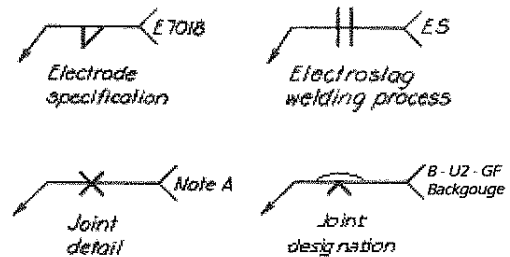 E7018
Electrode
specification
ES
Electroslag
welding process
Note A
Joint
detail
B - U2 - GF
Backgouge
Joint
designation